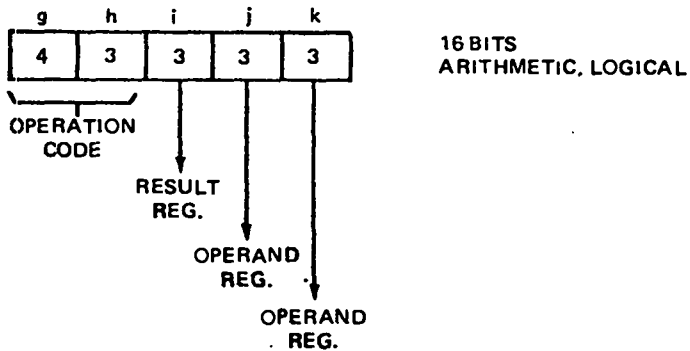 g h i j k
4 3 3 3 3
16 BITS
ARITHMETIC, LOGICAL
OPERATION
CODE
RESULT
REG.
OPERAND
REG.
OPERAND
REG.